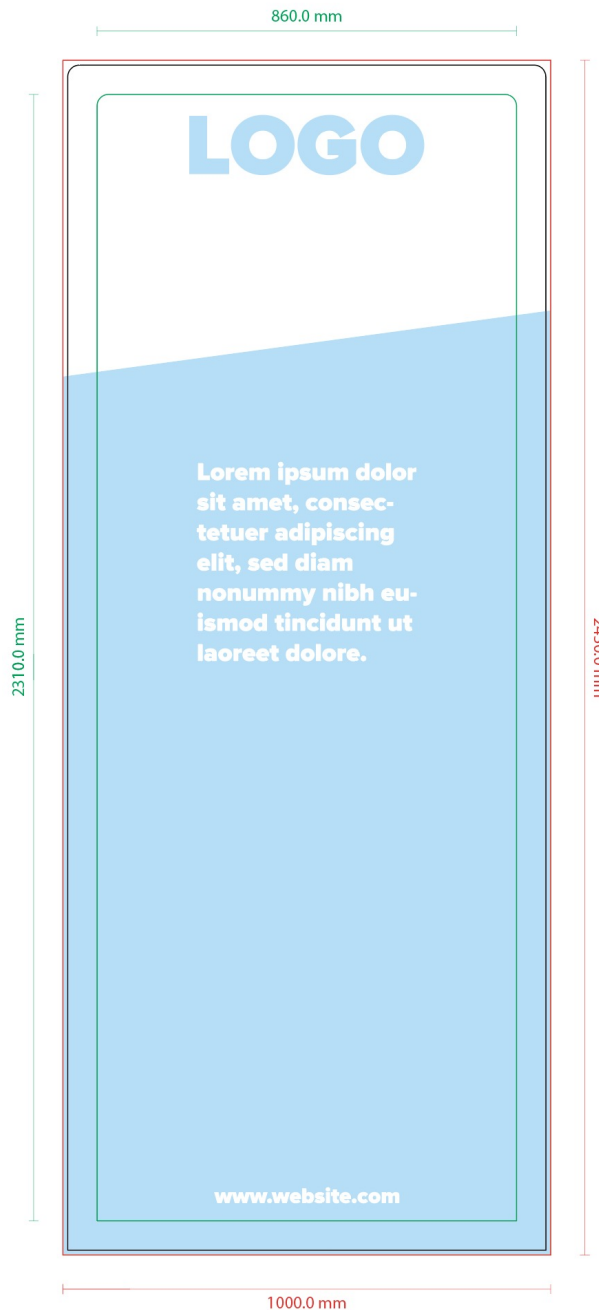 860.0 mm
LOGO
Lorem ipsum dolor
sit amet, consec-
tetuer adipiscing
elit, sed diam
nonummy nibh eu-
ismod tincidunt ut
laoreet dolore.
2310.0 mm
www.website.com
1000.0 mm